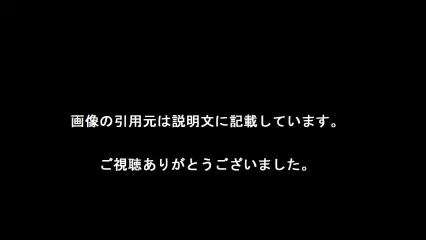 画像の引用元は説明文に記載しています。
ご視聴ありがとうございました。